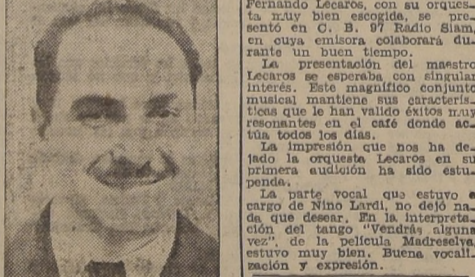 Fernando Lecaros, con su orques-
ta muy bien escogida, se pre-
sentó en C. B. 97 Radio Siam,
en cuya emisora colaborará du-
rante un buen tiempo.
La presentación del maestro
Lecaros se esperaba con singular
interés. Este magnífico conjunto
musical mantiene sus caracterís-
ticas que le han valido éxitos muy
resonantes en el café donde ac-
túa todos los días.
La impresión que nos ha de-
jado la orquesta Lecaros en su
primera audición ha sido estu-
penda.
La parte vocal que estuvo a
cargo de Nino Lardi, no dejó na-
da que desear. En la interpreta-
ción del tango "Vendrás alguna
vez", de la película Madreselva
estuvo muy bien. Buena vocali-
zación y expresión.